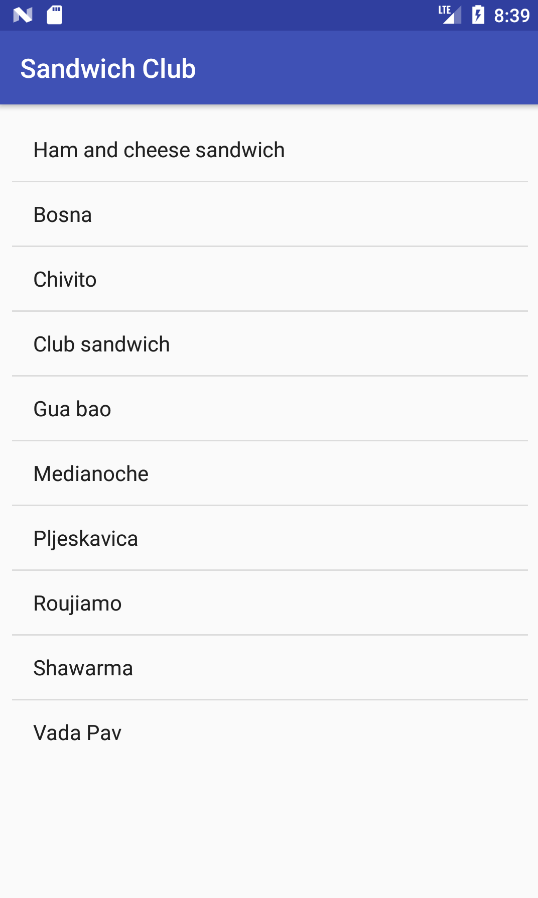 LTE 8:39
Sandwich Club
Ham and cheese sandwich
Bosna
Chivito
Club sandwich
Gua bao
Medianoche
Pljeskavica
Roujiamo
Shawarma
Vada Pav